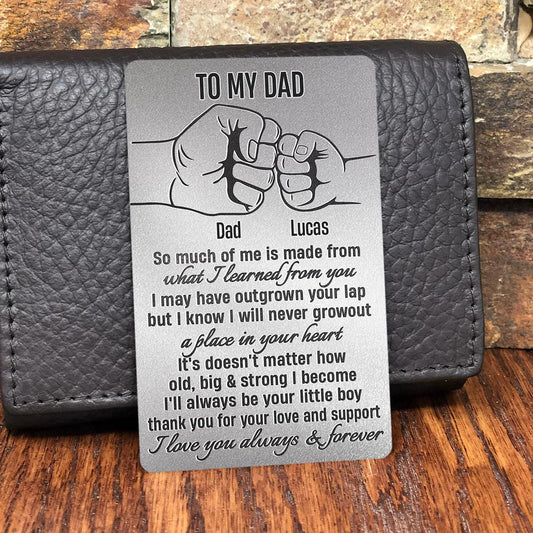 TO MY DAD
Dad Lucas
So much of me is made from
what I learned from you
I may have outgrown your lap
but I know I will never growout
a place in your heart
It's doesn't matter how
old, big & strong I become
I'll always be your little boy
thank you for your love and support
I love you always & forever